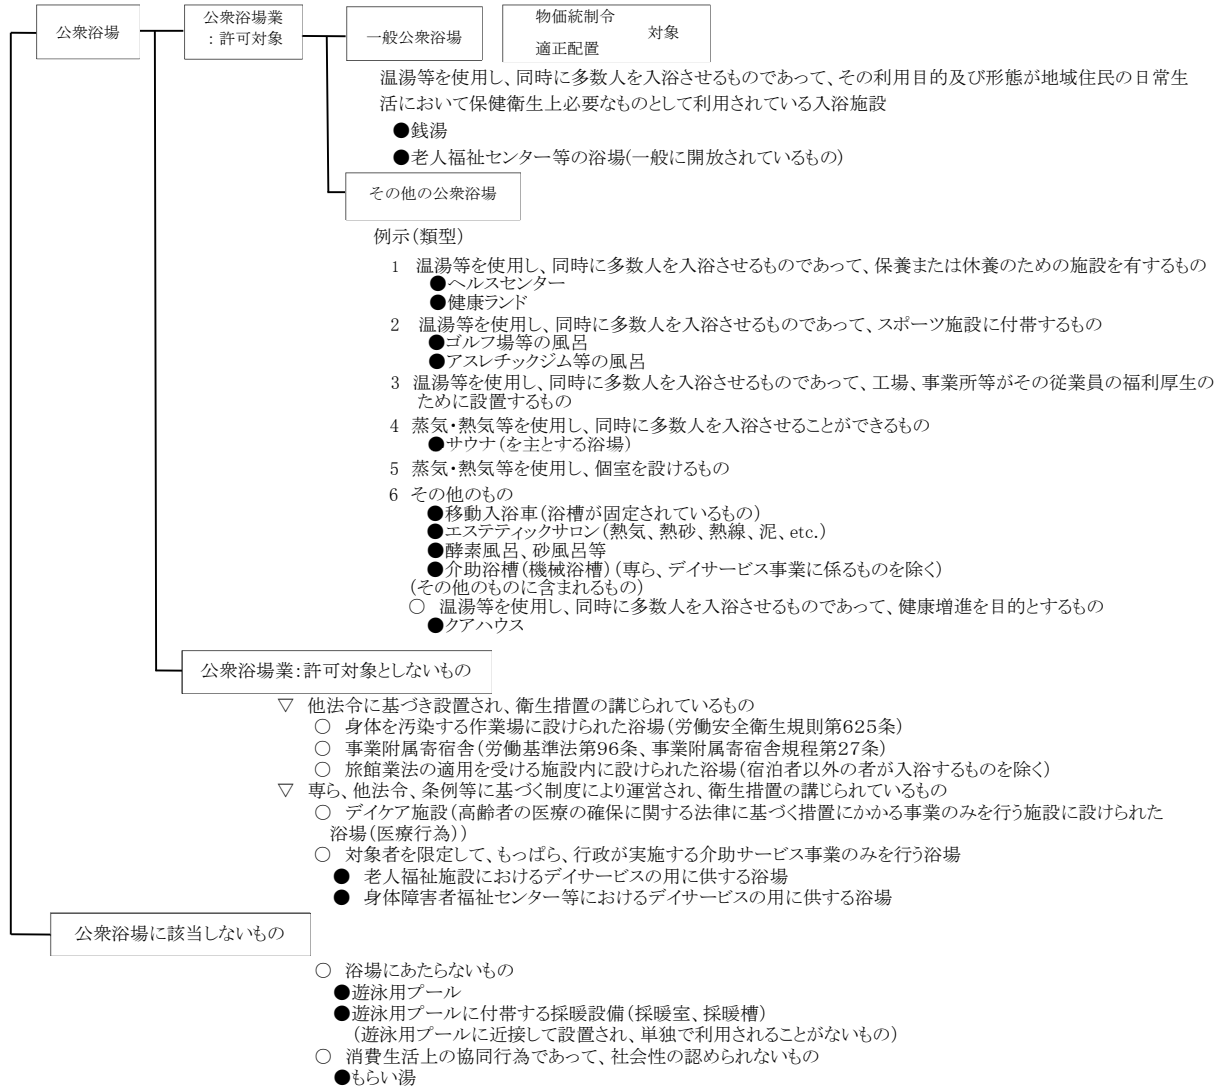 公衆浴場
公衆浴場業
:許可対象
一般公衆浴場
物価統制令
適正配置
対象
温湯等を使用し、同時に多数人を入浴させるものであって、その利用目的及び形態が地域住民の日常生
活において保健衛生上必要なものとして利用されている入浴施設
●銭湯
●老人福祉センター等の浴場(一般に開放されているもの)
その他の公衆浴場
例示(類型)
1 温湯等を使用し、同時に多数人を入浴させるものであって、保養または休養のための施設を有するもの
●ヘルスセンター
●健康ランド
2 温湯等を使用し、同時に多数人を入浴させるものであって、スポーツ施設に付帯するもの
●ゴルフ場等の風呂
●アスレチックジム等の風呂
3 温湯等を使用し、同時に多数人を入浴させるものであって、工場、事業所等がその従業員の福利厚生の
ために設置するもの
4 蒸気・熱気等を使用し、同時に多数人を入浴させることができるもの
●サウナ(を主とする浴場)
5 蒸気・熱気等を使用し、個室を設けるもの
6 その他のもの
●移動入浴車(浴槽が固定されているもの)
●エステティックサロン(熱気、熱砂、熱線、泥、etc.)
●酵素風呂、砂風呂等
●介助浴槽(機械浴槽)(専ら、デイサービス事業に係るものを除く)
(その他のものに含まれるもの)
○ 温湯等を使用し、同時に多数人を入浴させるものであって、健康増進を目的とするもの
●クアハウス
公衆浴場業:許可対象としないもの
▽ 他法令に基づき設置され、衛生措置の講じられているもの
○ 身体を汚染する作業場に設けられた浴場(労働安全衛生規則第625条)
○ 事業附属寄宿舎(労働基準法第96条、事業附属寄宿舎規程第27条)
○ 旅館業法の適用を受ける施設内に設けられた浴場(宿泊者以外の者が入浴するものを除く)
▽ 専ら、他法令、条例等に基づく制度により運営され、衛生措置の講じられているもの
○ デイケア施設(高齢者の医療の確保に関する法律に基づく措置にかかる事業のみを行う施設に設けられた
浴場(医療行為))
○ 対象者を限定して、もっぱら、行政が実施する介助サービス事業のみを行う浴場
● 老人福祉施設におけるデイサービスの用に供する浴場
● 身体障害者福祉センター等におけるデイサービスの用に供する浴場
公衆浴場に該当しないもの
○ 浴場にあたらないもの
●遊泳用プール
●遊泳用プールに付帯する採暖設備(採暖室、採暖槽)
(遊泳用プールに近接して設置され、単独で利用されることがないもの)
○ 消費生活上の協同行為であって、社会性の認められないもの
●もらい湯